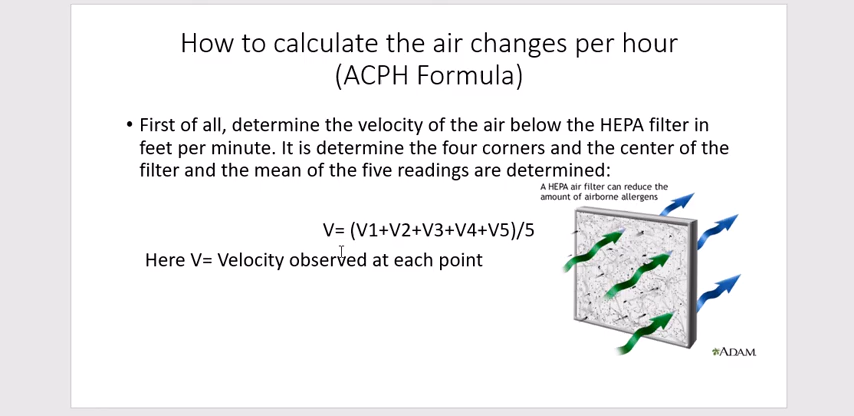 How to calculate the air changes per hour
(ACPH Formula)
• First of all, determine the velocity of the air below the HEPA filter in
feet per minute. It is determine the four corners and the center of the
filter and the mean of the five readings are determined:
A HEPA air filter can reduce the
amount of airborne allergens
V= (V1+V2+V3+V4+V5)/5
Here V= Velocity observed at each point
ADAM.